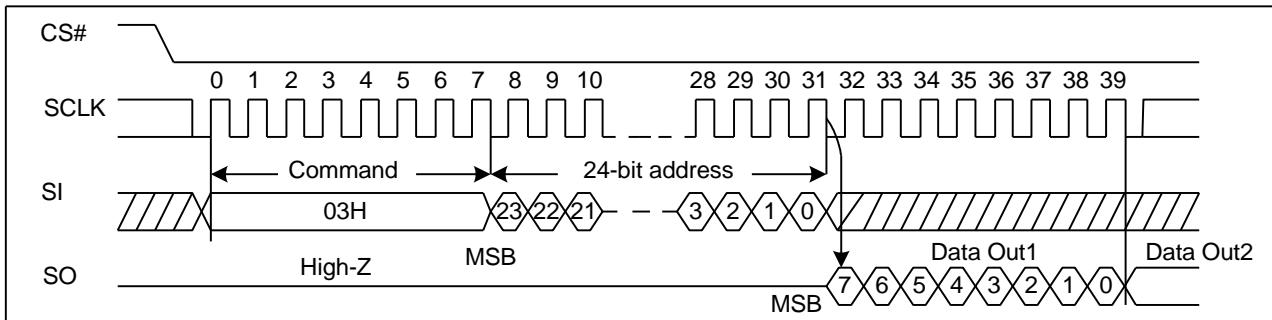 CS#
0 1 2 3 4 5 6 7 8 9 10 28 29 30 31 32 33 34 35 36 37 38 39
SCLK
Command 24-bit address
SI
03H 23 22 21 3 2 1 0
High-Z MSB Data Out1 Data Out2
SO
MSB 7 6 5 4 3 2 1 0